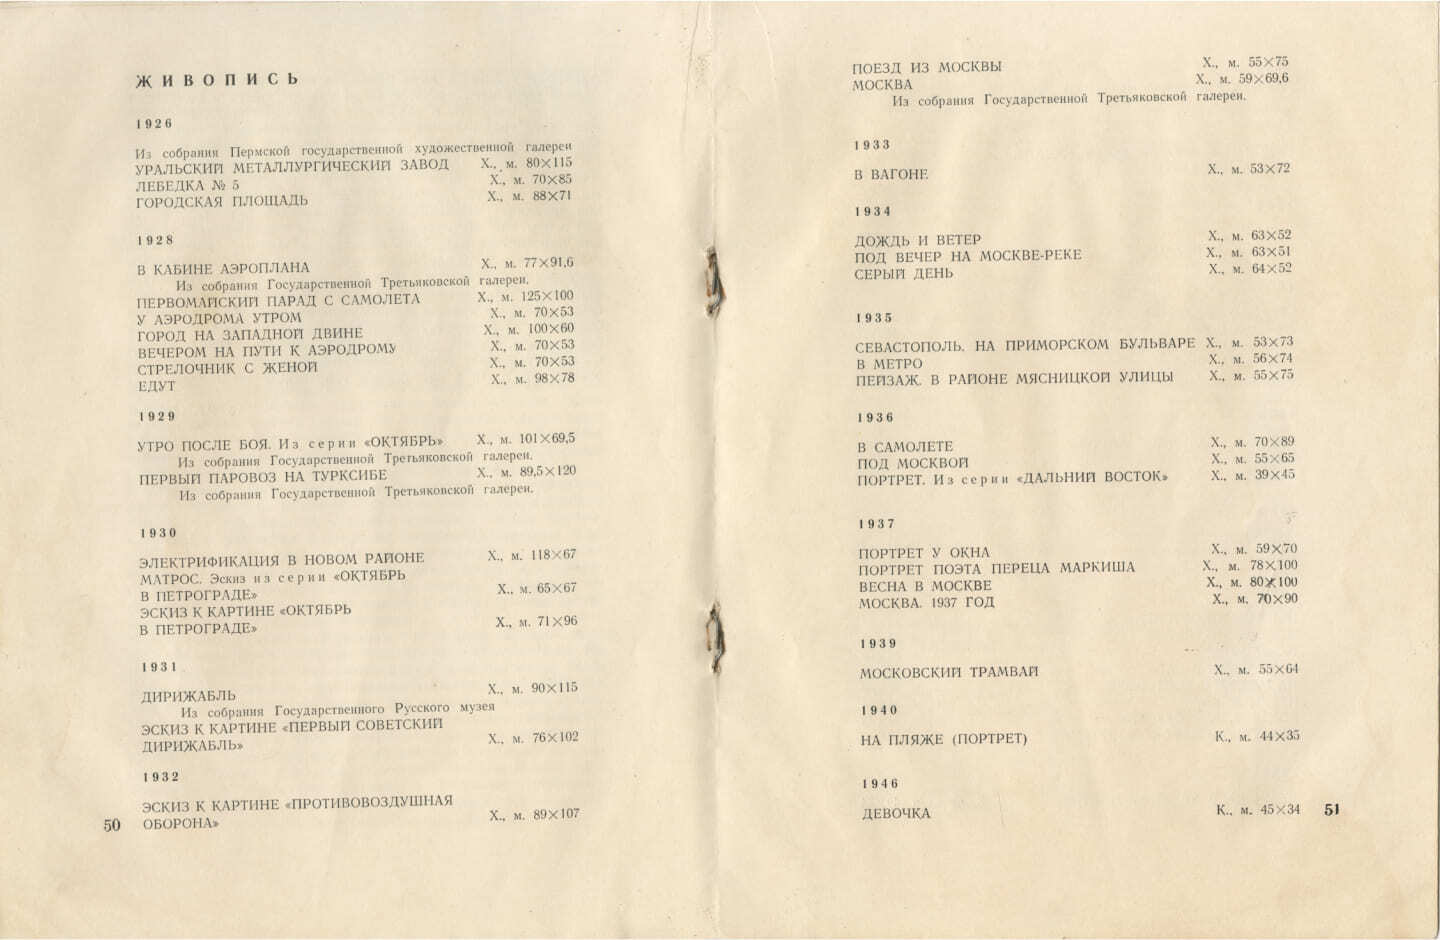 ЖИВОПИСЬ
1926
Из собрания Пермской государственной художественной галереи
УРАЛЬСКИЙ МЕТАЛЛУРГИЧЕСКИЙ ЗАВОД Х., м. 80×115
ЛЕБЕДКА № 5 Х., м. 70×85
ГОРОДСКАЯ ПЛОЩАДЬ Х., м. 88×71
1928
В КАБИНЕ АЭРОПЛАНА Х., м. 77×91,6
Из собрания Государственной Третьяковской галереи.
ПЕРВОМАЙСКИЙ ПАРАД С САМОЛЕТА Х., м. 125×100
У АЭРОДРОМА УТРОМ Х., м. 70×53
ГОРОД НА ЗАПАДНОЙ ДВИНЕ Х., м. 100×60
ВЕЧЕРОМ НА ПУТИ К АЭРОДРОМУ Х., м. 70×53
СТРЕЛОЧНИК С ЖЕНОЙ Х., м. 70×53
ЕДУТ Х., м. 98×78
1929
УТРО ПОСЛЕ БОЯ. Из серии «ОКТЯБРЬ» Х., м. 101×69,5
Из собрания Государственной Третьяковской галереи.
ПЕРВЫЙ ПАРОВОЗ НА ТУРКСИБЕ Х., м. 89,5×120
Из собрания Государственной Третьяковской галереи.
1930
ЭЛЕКТРИФИКАЦИЯ В НОВОМ РАЙОНЕ Х., м. 118×67
МАТРОС. Эскиз из серии «ОКТЯБРЬ
В ПЕТРОГРАДЕ» Х., м. 65×67
ЭСКИЗ К КАРТИНЕ «ОКТЯБРЬ
В ПЕТРОГРАДЕ» Х., м. 71×96
1931
ДИРИЖАБЛЬ Х., м. 90×115
Из собрания Государственного Русского музея
ЭСКИЗ К КАРТИНЕ «ПЕРВЫЙ СОВЕТСКИЙ
ДИРИЖАБЛЬ» Х., м. 76×102
1932
ЭСКИЗ К КАРТИНЕ «ПРОТИВОВОЗДУШНАЯ
50 ОБОРОНА» Х., м. 89×107
ПОЕЗД ИЗ МОСКВЫ Х., м. 55×75
МОСКВА Х., м. 59×69,6
Из собрания Государственной Третьяковской галереи.
1933
В ВАГОНЕ Х., м. 53×72
1934
ДОЖДЬ И ВЕТЕР Х., м. 63×52
ПОД ВЕЧЕР НА МОСКВЕ-РЕКЕ Х., м. 63×51
СЕРЫЙ ДЕНЬ Х., м. 64×52
1935
СЕВАСТОПОЛЬ. НА ПРИМОРСКОМ БУЛЬВАРЕ Х., м. 53×73
В МЕТРО Х., м. 56×74
ПЕЙЗАЖ. В РАЙОНЕ МЯСНИЦКОЙ УЛИЦЫ Х., м. 55×75
1936
В САМОЛЕТЕ Х., м. 70×89
ПОД МОСКВОЙ Х., м. 55×65
ПОРТРЕТ. Из серии «ДАЛЬНИЙ ВОСТОК» Х., м. 39×45
1937
ПОРТРЕТ У ОКНА Х., м. 59×70
ПОРТРЕТ ПОЭТА ПЕРЕЦА МАРКИША Х., м. 78×100
ВЕСНА В МОСКВЕ Х., м. 80×100
МОСКВА. 1937 ГОД Х., м. 70×90
1939
МОСКОВСКИЙ ТРАМВАЙ Х., м. 55×64
1940
НА ПЛЯЖЕ (ПОРТРЕТ) К., м. 44×35
1946
ДЕВОЧКА К., м. 45×34 51